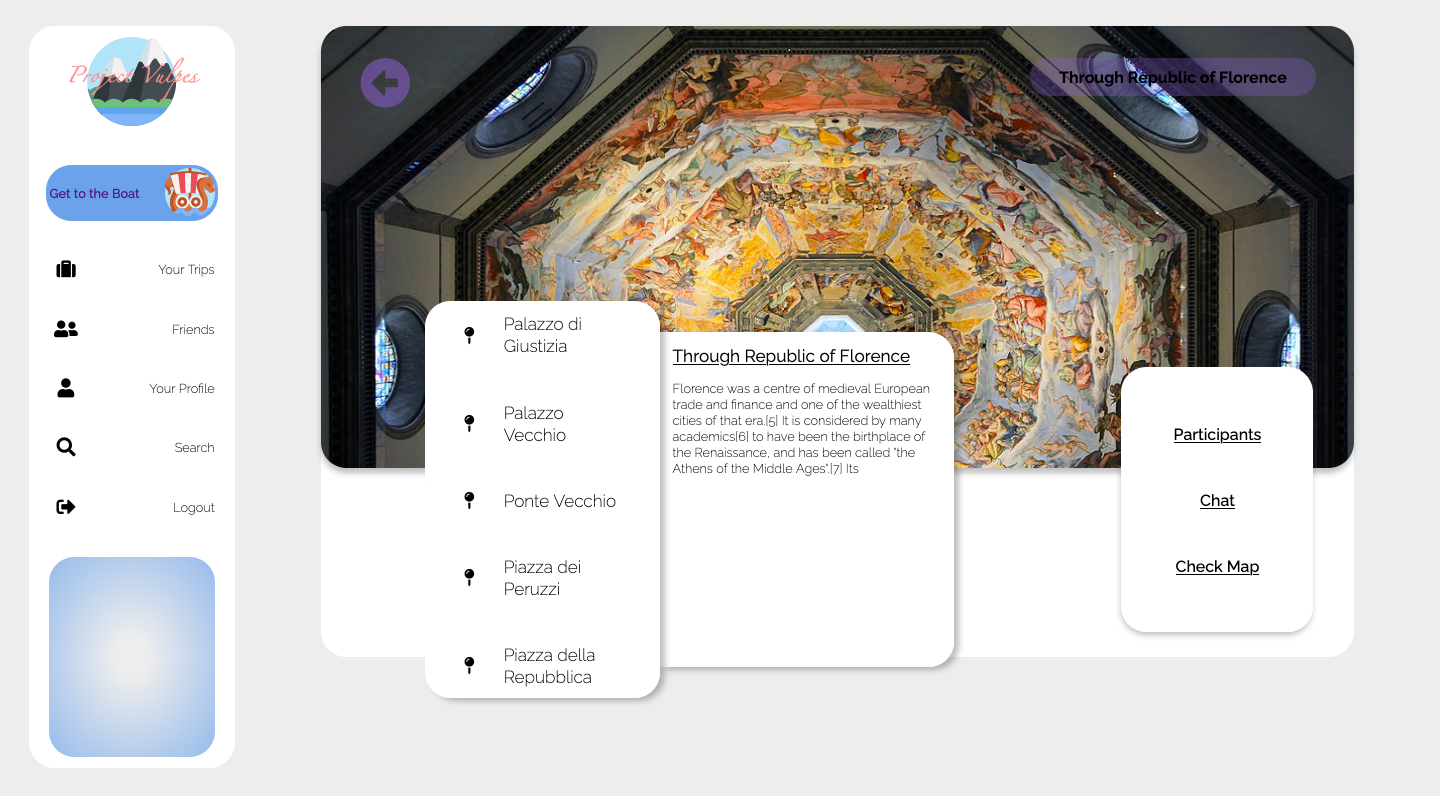 Project Vulpes
Get to the Boat
Your Trips
Friends
Your Profile
Search
Logout
Through Republic of Florence
Palazzo di
Giustizia
Palazzo
Vecchio
Ponte Vecchio
Piazza dei
Peruzzi
Piazza della
Repubblica
Through Republic of Florence
Florence was a centre of medieval European
trade and finance and one of the wealthiest
cities of that era.[5] It is considered by many
academics[6] to have been the birthplace of
the Renaissance, and has been called "the
Athens of the Middle Ages".[7] Its
Participants
Chat
Check Map